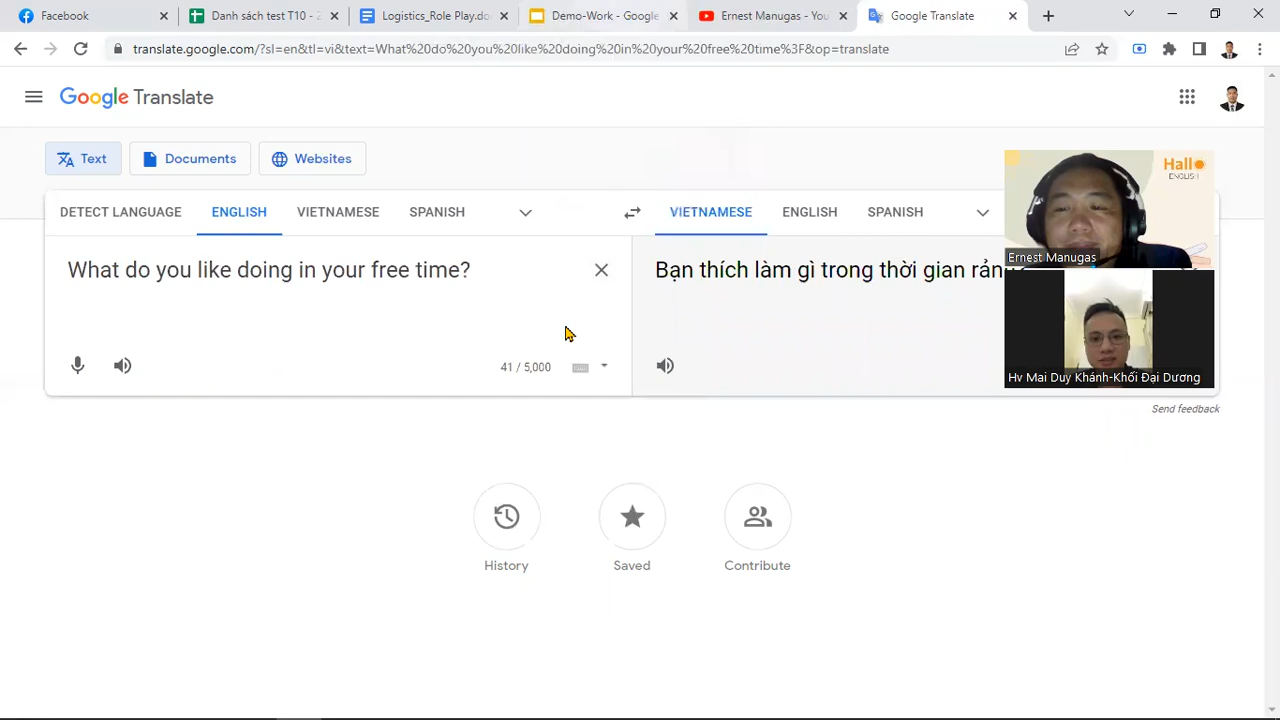 Facebook
Danh sách test T10 - 2
Logistics_Role Play.do
Demo-Work - Google
Ernest Manugas - You
Google Translate
translate.google.com/?sl=en&tl=vi&text=What%20do%20you%20like%20doing%20in%20your%20free%20time%3F&op=translate
Google Translate
Text
Documents
Websites
DETECT LANGUAGE
ENGLISH
VIETNAMESE
SPANISH
VIETNAMESE
ENGLISH
SPANISH
What do you like doing in your free time?
Bạn thích làm gì trong thời gian rản
41 / 5,000
Hallo
ENGLISH
Ernest Manugas
Hv Mai Duy Khánh-Khối Đại Dương
Send feedback
History
Saved
Contribute